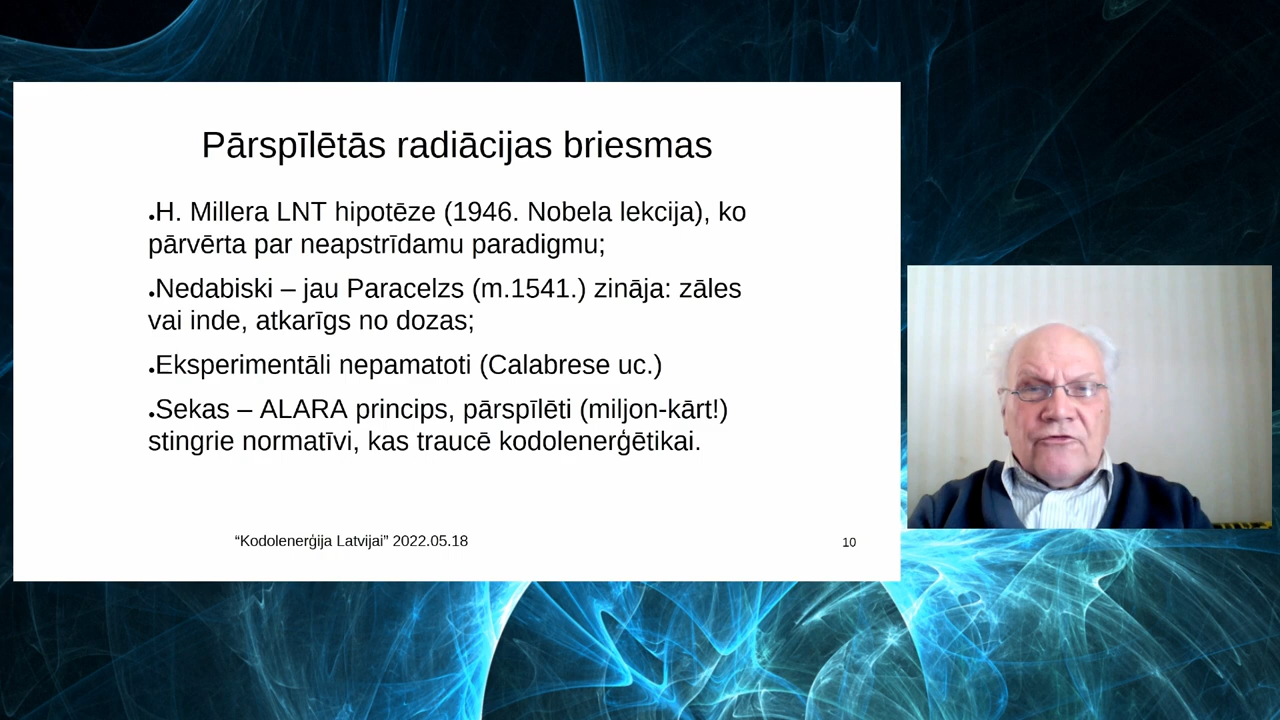 Pārspīlētās radiācijas briesmas
•H. Millera LNT hipotēze (1946. Nobela lekcija), ko
pārvērta par neapstrīdamu paradigmu;
•Nedabiski – jau Paracelzs (m.1541.) zināja: zāles
vai inde, atkarīgs no dozas;
•Eksperimentāli nepamatoti (Calabrese uc.)
•Sekas – ALARA princips, pārspīlēti (miljon-kārt!)
stingrie normatīvi, kas traucē kodolenerģētikai.
“Kodolenerģija Latvijai” 2022.05.18
10